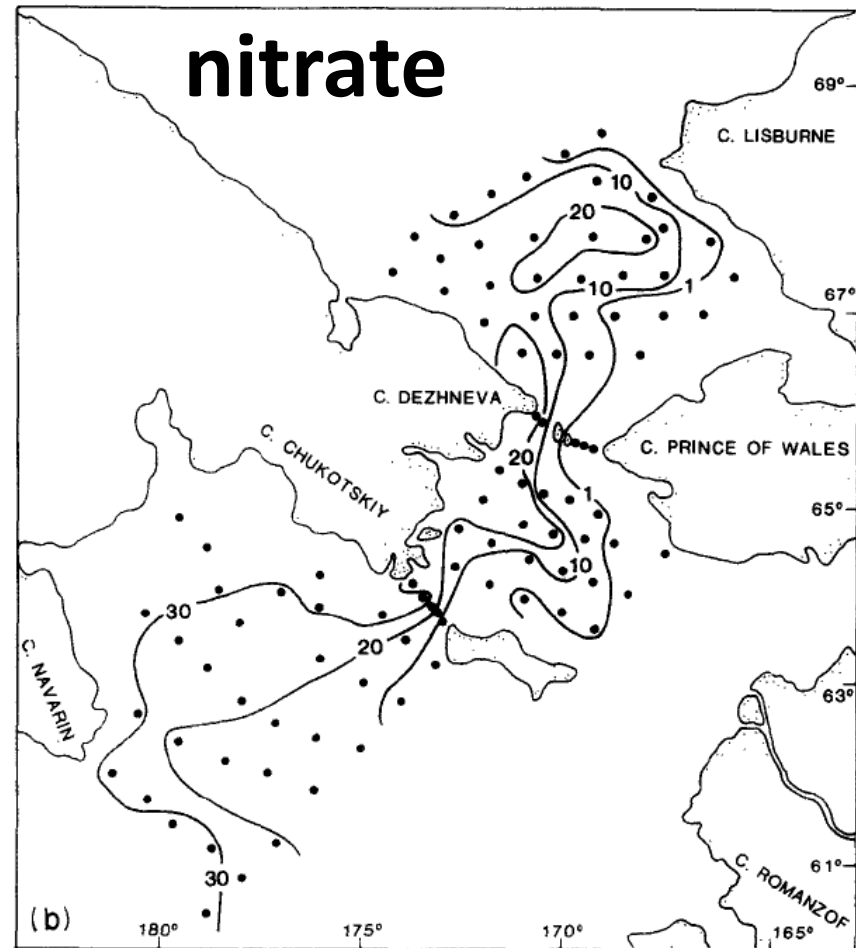 nitrate
69°
C. LISBURNE
10
20
10
1
67°
C. DEZHNEVA
C. CHUKOTSKIY
C. PRINCE OF WALES
20
1
65°
10
30
20
C. NAVARIN
63°
30
61°
C. ROMANZOF
(b)
180°
175°
170°
165°